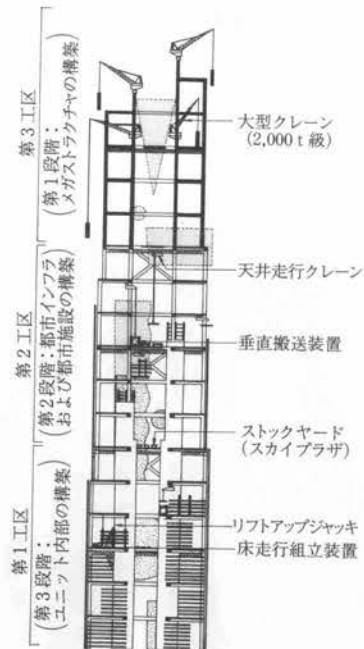 第3工区
(第1段階：
メガストラクチャの構築)
第2工区
(第2段階：都市インフラ
および都市施設の構築)
第1工区
(第3段階：
ユニット内部の構築)
大型クレーン
(2,000 t 級)
天井走行クレーン
垂直搬送装置
ストックヤード
(スカイプラザ)
リフトアップジャッキ
床走行組立装置